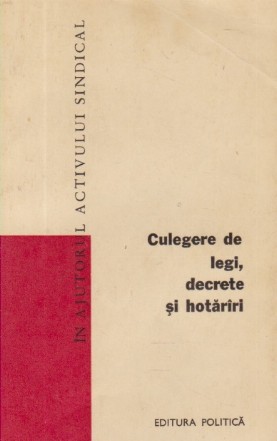 IN AJUTORUL ACTIVULUI SINDICAL
Culegere de
legi,
decrete
și hotărîri
EDITURA POLITICĂ